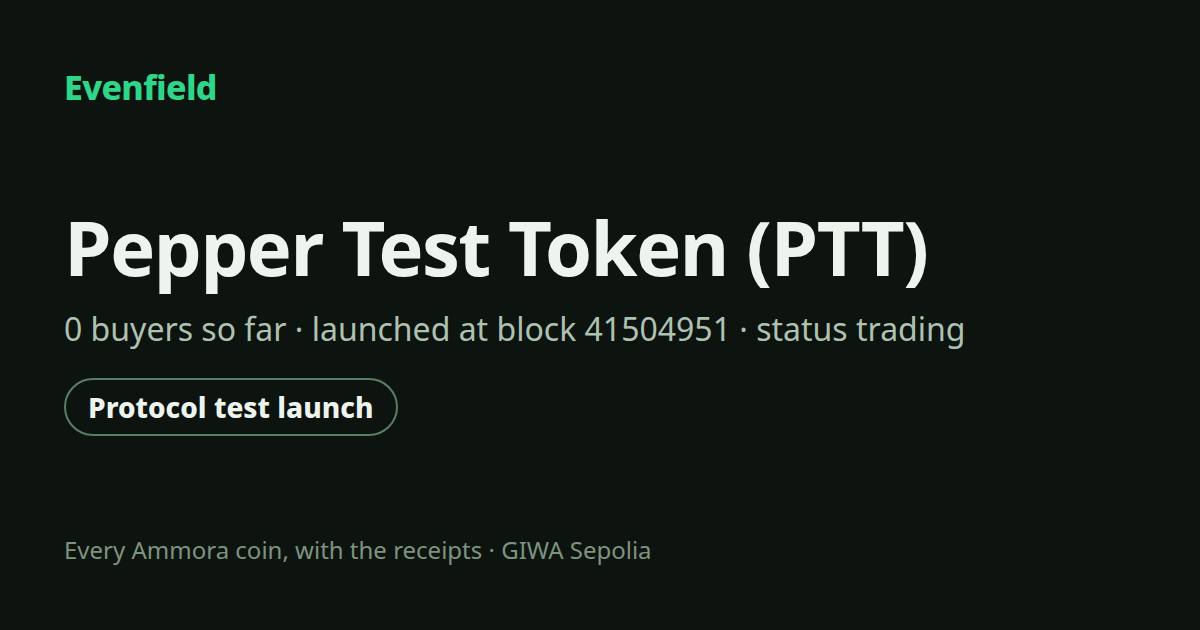 Evenfield
Pepper Test Token (PTT)
0 buyers so far · launched at block 41504951 · status trading
Protocol test launch
Every Ammora coin, with the receipts · GIWA Sepolia